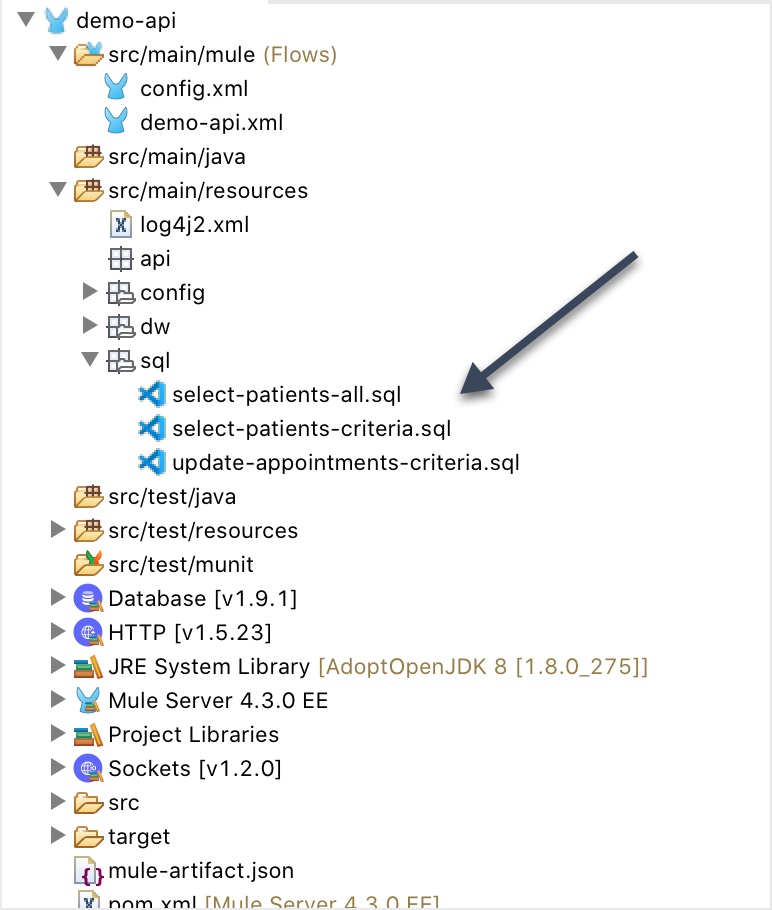 demo-api
src/main/mule (Flows)
config.xml
demo-api.xml
src/main/java
src/main/resources
log4j2.xml
api
config
dw
sql
select-patients-all.sql
select-patients-criteria.sql
update-appointments-criteria.sql
src/test/java
src/test/resources
src/test/munit
Database [v1.9.1]
HTTP [v1.5.23]
JRE System Library [AdoptOpenJDK 8 [1.8.0_275]]
Mule Server 4.3.0 EE
Project Libraries
Sockets [v1.2.0]
src
target
mule-artifact.json
pom.xml [Mule Server 4.3.0 EE]